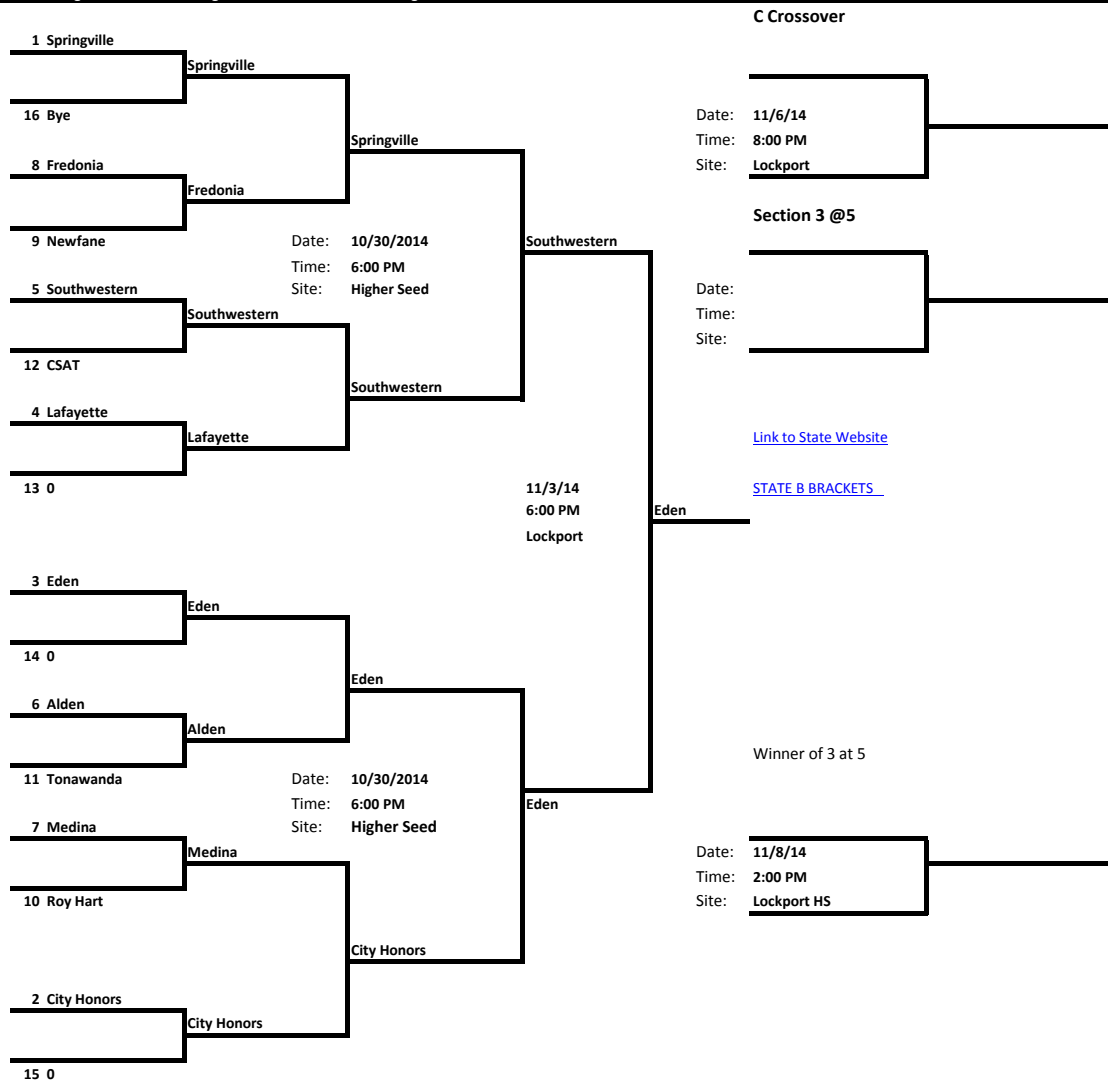 C Crossover
1 Springville
Springville
16 Bye
Date: 11/6/14
Time: 8:00 PM
Site: Lockport
Springville
8 Fredonia
Fredonia
9 Newfane
Section 3 @5
Date: 10/30/2014
Time: 6:00 PM
Site: Higher Seed
Southwestern
5 Southwestern
Southwestern
12 CSAT
Date:
Time:
Site:
Southwestern
4 Lafayette
Lafayette
13 0
Link to State Website
STATE B BRACKETS
11/3/14
6:00 PM
Lockport
Eden
3 Eden
Eden
14 0
Eden
6 Alden
Alden
11 Tonawanda
Winner of 3 at 5
Date: 10/30/2014
Time: 6:00 PM
Site: Higher Seed
Eden
7 Medina
Medina
10 Roy Hart
Date: 11/8/14
Time: 2:00 PM
Site: Lockport HS
City Honors
2 City Honors
City Honors
15 0